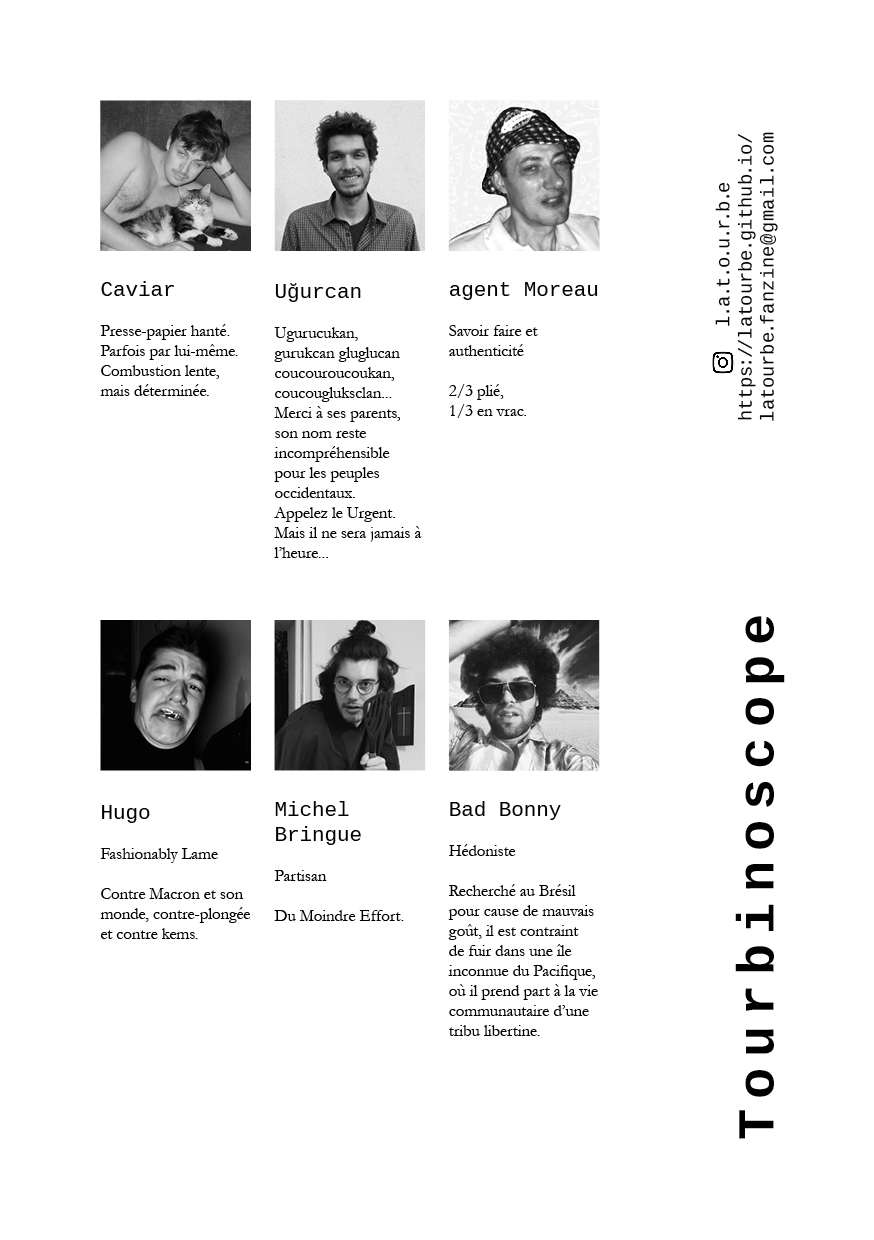 Caviar
Presse-papier hanté.
Parfois par lui-même.
Combustion lente,
mais déterminée.
Uğurcan
Ugurucukan,
gurukcan gluglucan
coucouroucoukan,
coucougluksclan...
Merci à ses parents,
son nom reste
incompréhensible
pour les peuples
occidentaux.
Appelez le Urgent.
Mais il ne sera jamais à
l’heure...
agent Moreau
Savoir faire et
authenticité
2/3 plié,
1/3 en vrac.
Hugo
Fashionably Lame
Contre Macron et son
monde, contre-plongée
et contre kems.
Michel
Bringue
Partisan
Du Moindre Effort.
Bad Bonny
Hédoniste
Recherché au Brésil
pour cause de mauvais
goût, il est contraint
de fuir dans une île
inconnue du Pacifique,
où il prend part à la vie
communautaire d’une
tribu libertine.
l.a.t.o.u.r.b.e
https://latourbe.github.io/
latourbe.fanzine@gmail.com
Tourbinoscope